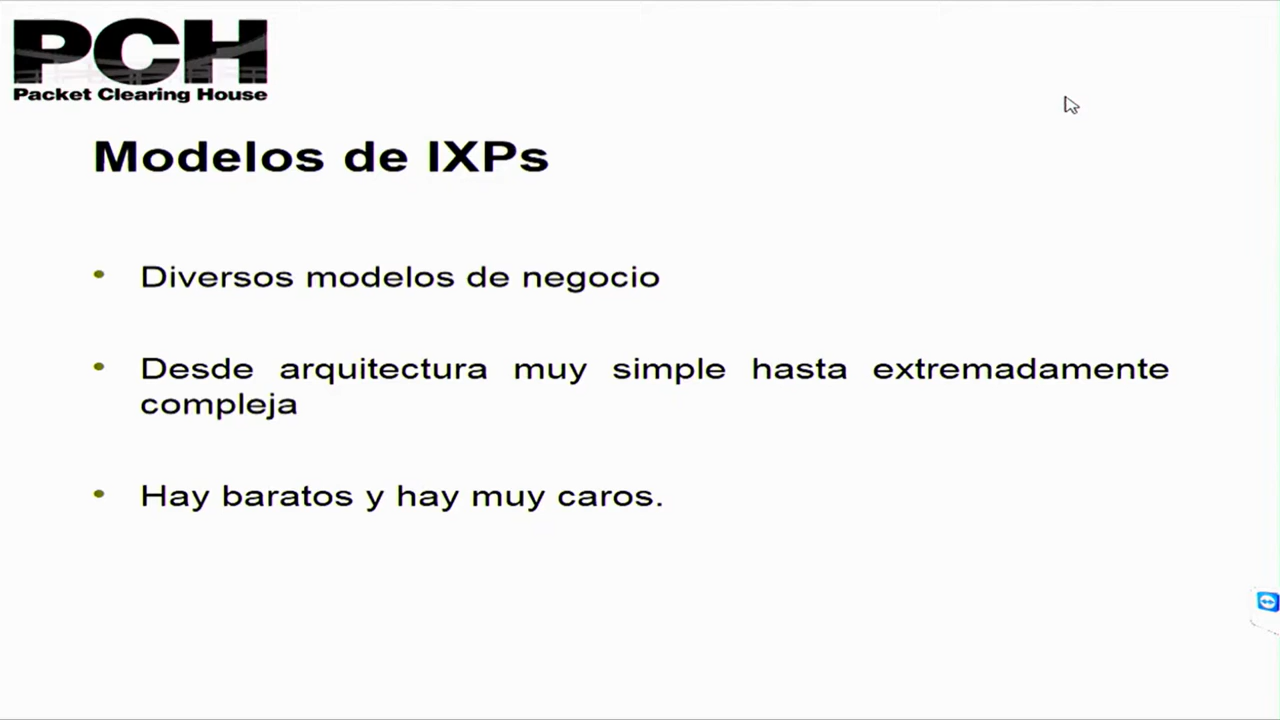 PCH
Packet Clearing House
Modelos de IXPs
• Diversos modelos de negocio
• Desde arquitectura muy simple hasta extremadamente
compleja
• Hay baratos y hay muy caros.